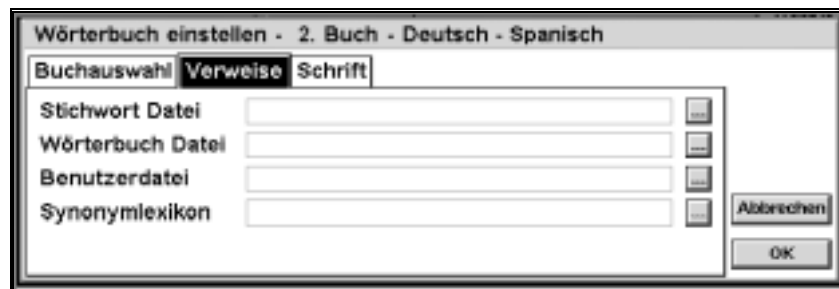 Wörterbuch einstellen - 2. Buch - Deutsch - Spanisch
Buchauswahl Verweise Schrift
Stichwort Datei ...
Wörterbuch Datei ...
Benutzerdatei ...
Synonymlexikon ...
Abbrechen
OK